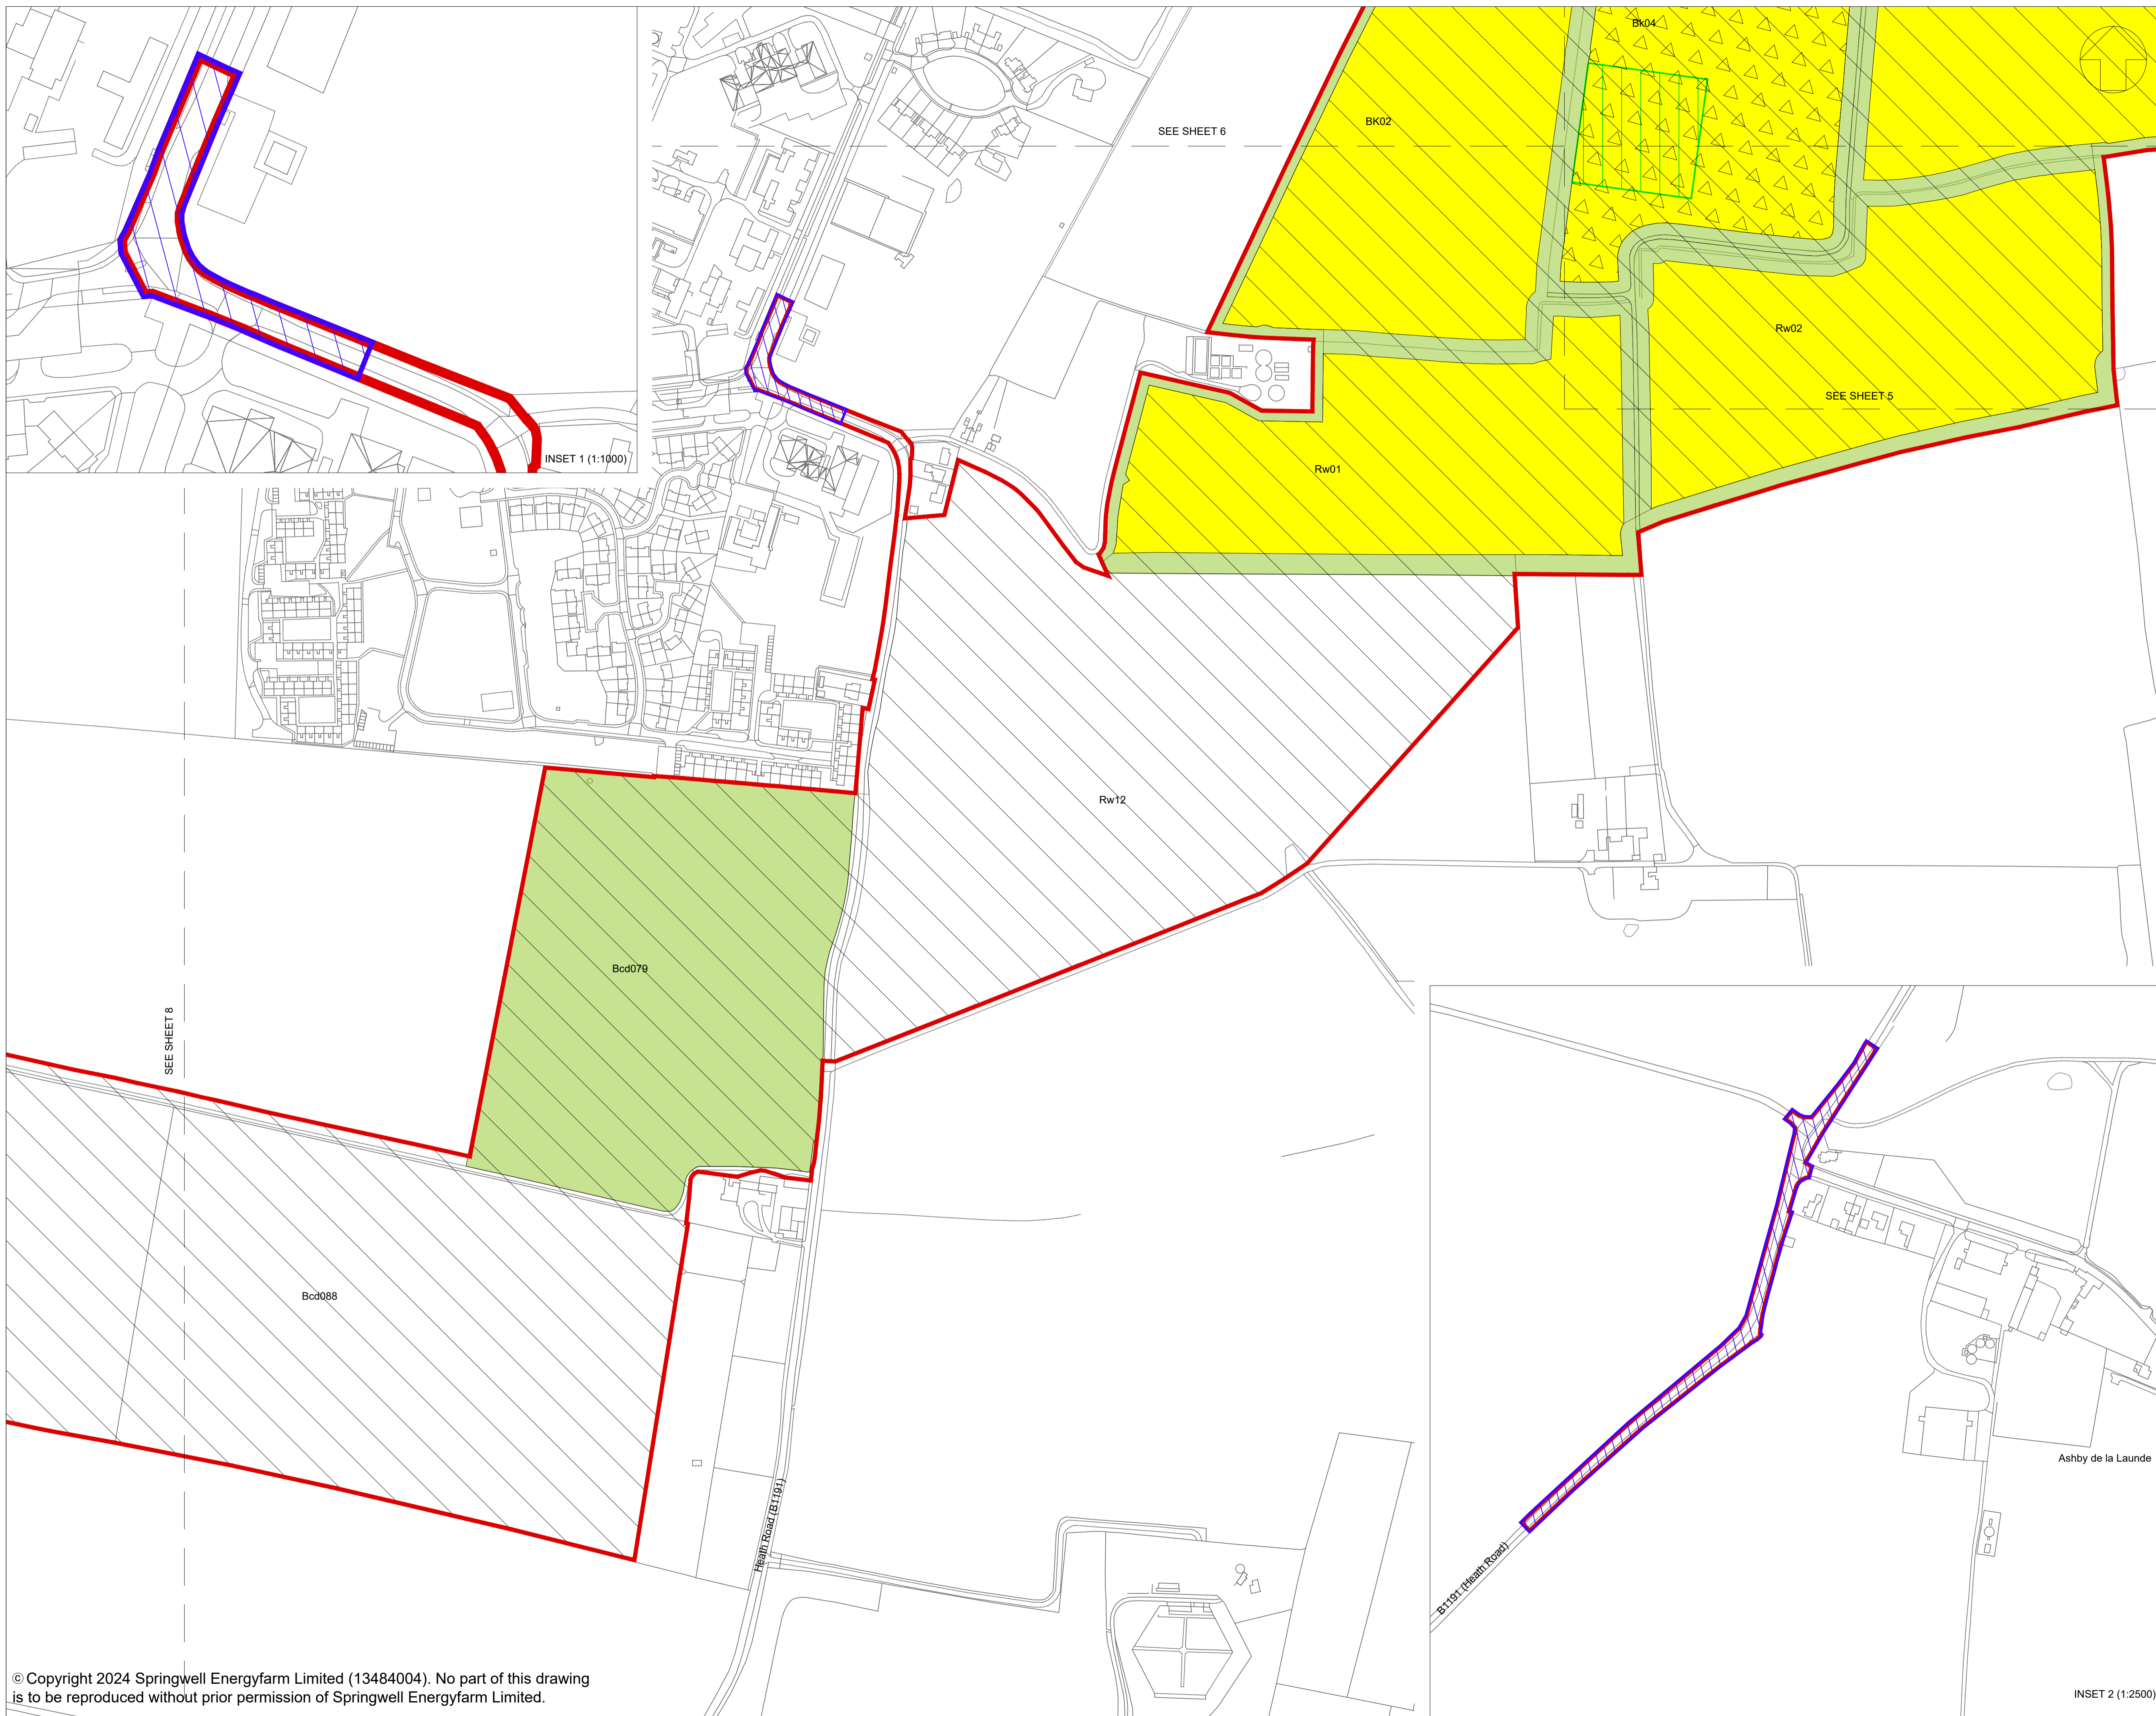 Bk04
BK02
SEE SHEET 6
Rw02
SEE SHEET 5
INSET 1 (1:1000)
Rw01
Rw12
Bcd079
SEE SHEET 8
Bcd088
Heath Road (B1191)
Ashby de la Launde
B1191 (Heath Road)
INSET 2 (1:2500)
© Copyright 2024 Springwell Energyfarm Limited (13484004). No part of this drawing
is to be reproduced without prior permission of Springwell Energyfarm Limited.